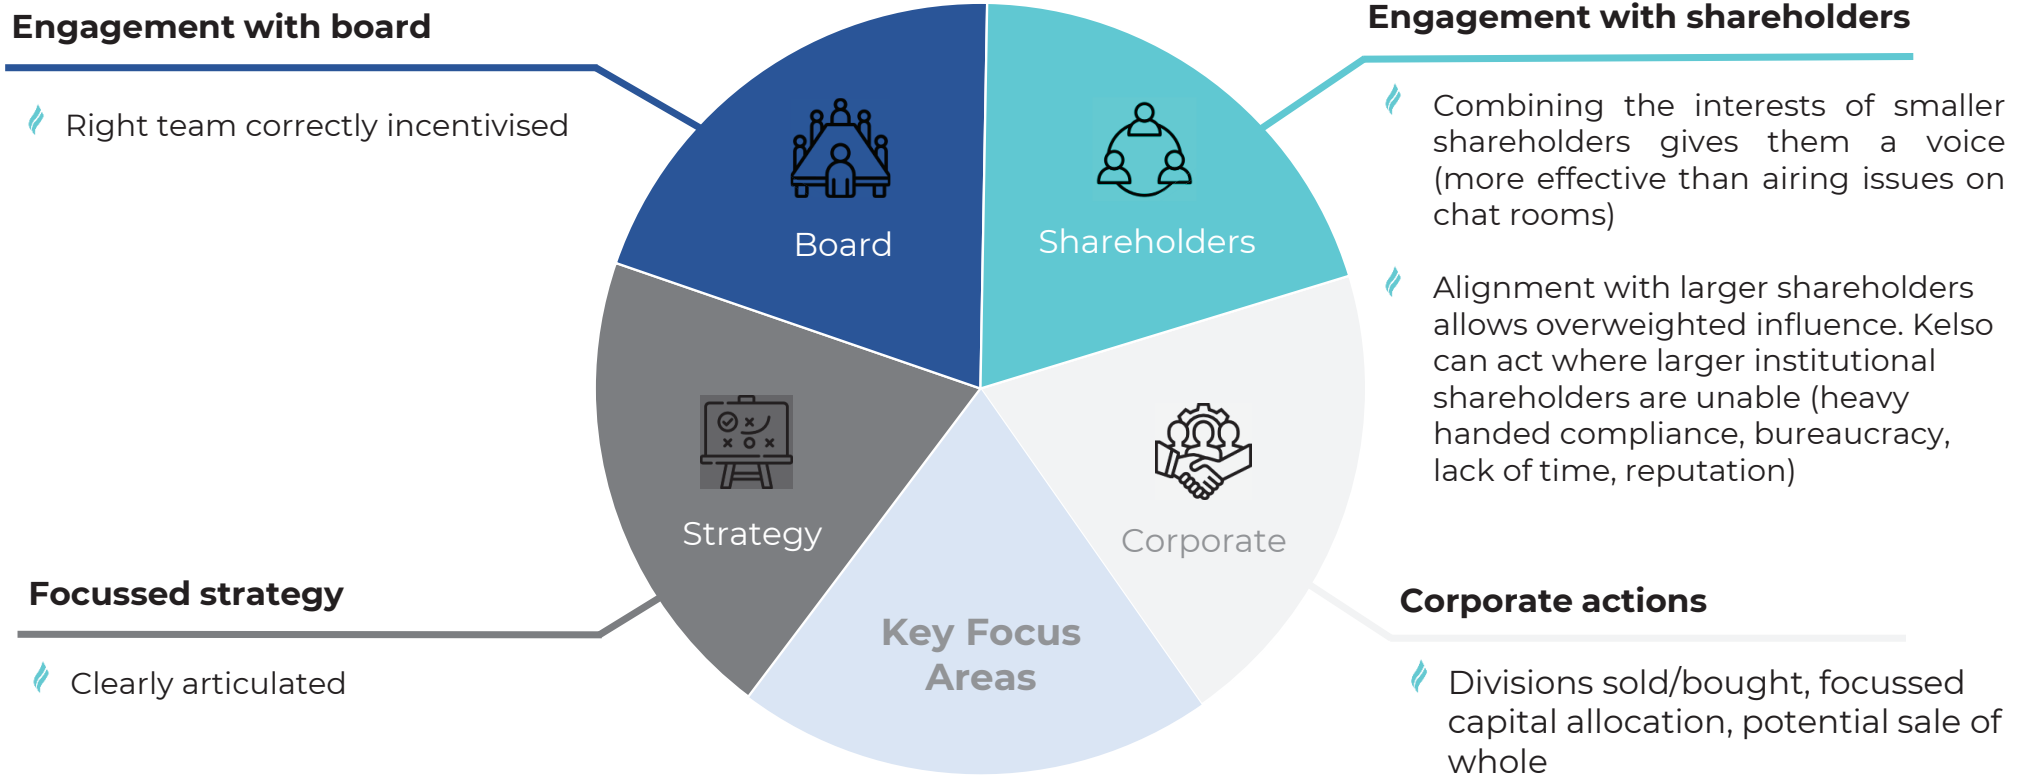 Engagement with board
Right team correctly incentivised
Engagement with shareholders
Combining the interests of smaller
shareholders gives them a voice
(more effective than airing issues on
chat rooms)
Alignment with larger shareholders
allows overweighted influence. Kelso
can act where larger institutional
shareholders are unable (heavy
handed compliance, bureaucracy,
lack of time, reputation)
Board
Shareholders
Strategy
Corporate
Key Focus
Areas
Focussed strategy
Clearly articulated
Corporate actions
Divisions sold/bought, focussed
capital allocation, potential sale of
whole